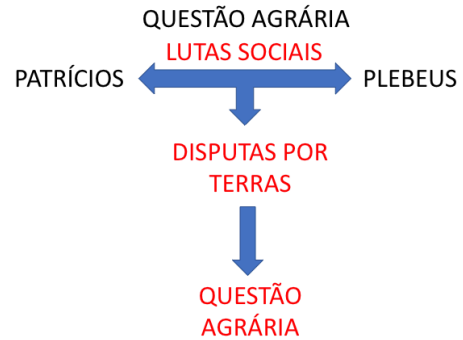 QUESTÃO AGRÁRIA
LUTAS SOCIAIS
PATRÍCIOS
PLEBEUS
DISPUTAS POR
TERRAS
QUESTÃO
AGRÁRIA